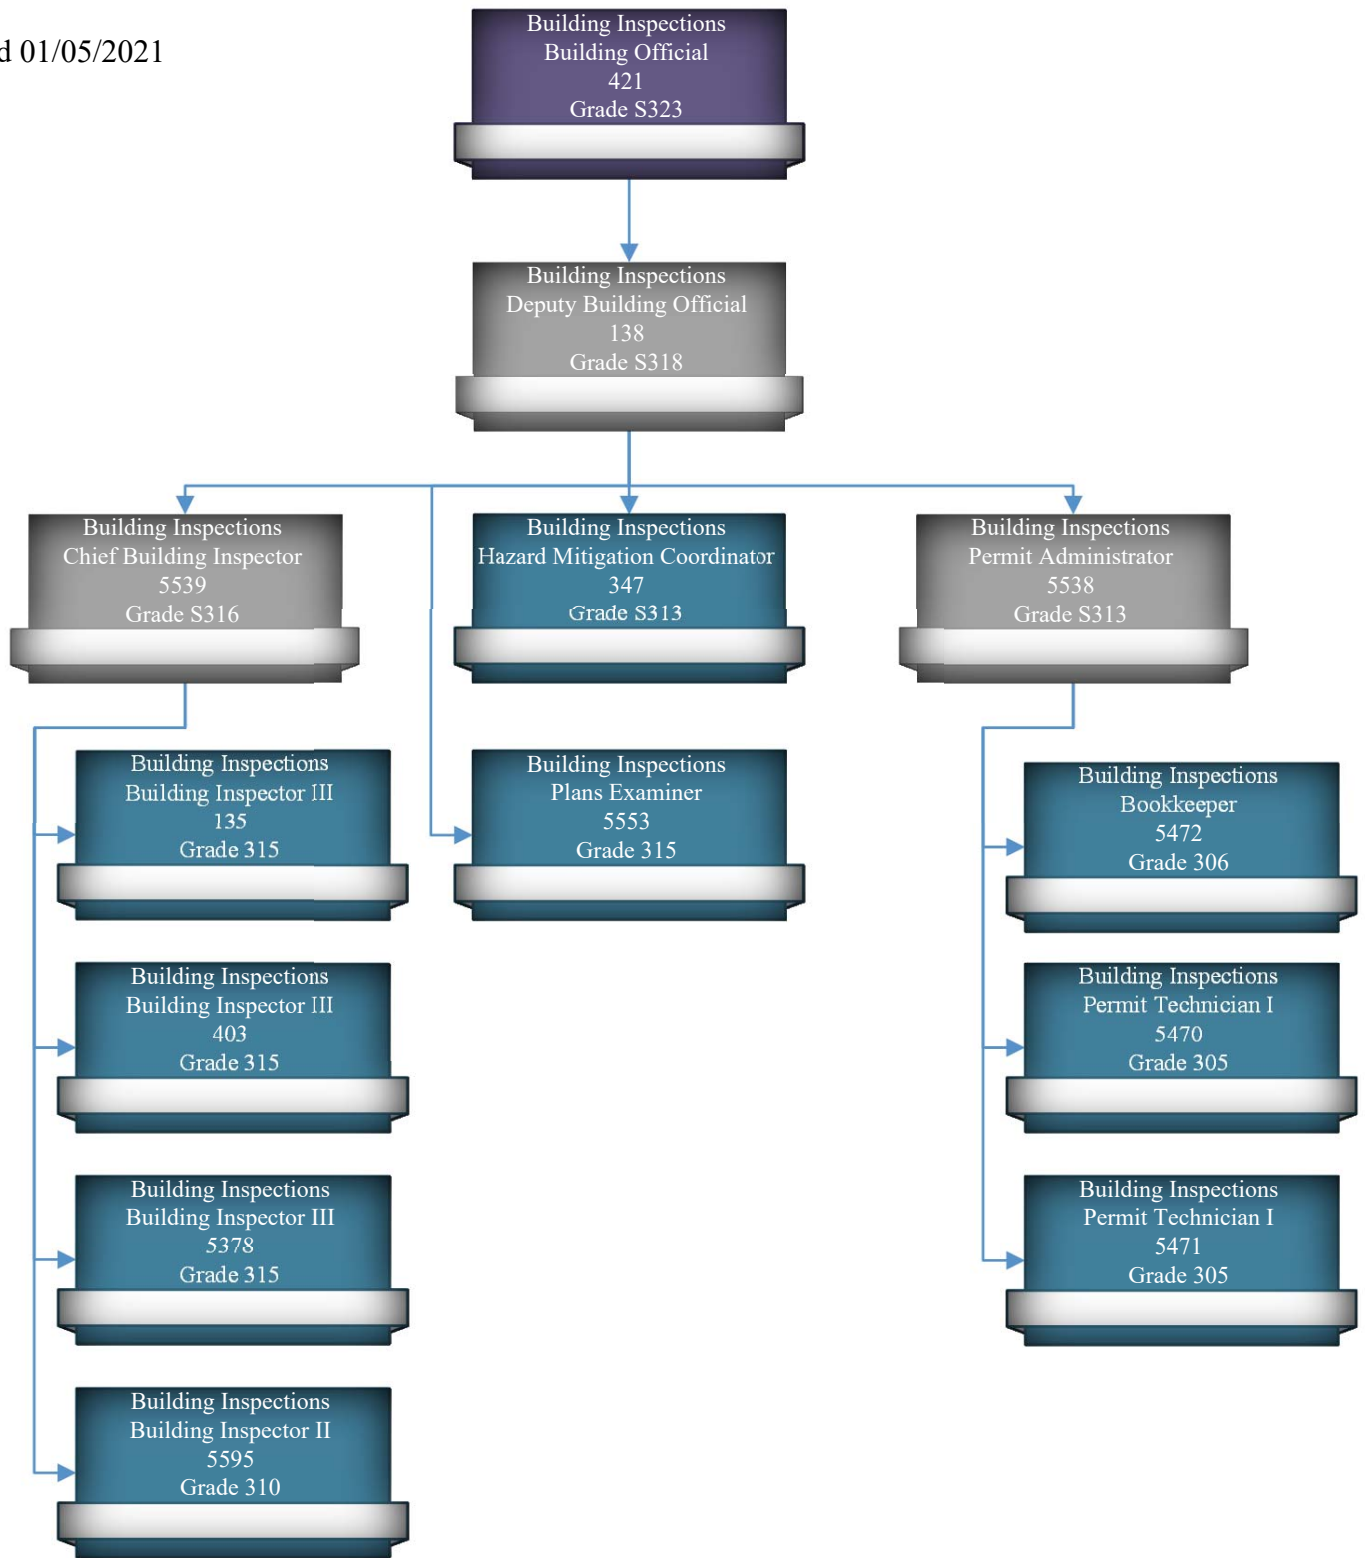 01/05/2021
Building Inspections
Building Official
421
Grade S323
Building Inspections
Deputy Building Official
138
Grade S318
Building Inspections
Chief Building Inspector
5539
Grade S316
Building Inspections
Hazard Mitigation Coordinator
347
Grade S313
Building Inspections
Permit Administrator
5538
Grade S313
Building Inspections
Building Inspector III
135
Grade 315
Building Inspections
Plans Examiner
5553
Grade 315
Building Inspections
Bookkeeper
5472
Grade 306
Building Inspections
Building Inspector III
403
Grade 315
Building Inspections
Permit Technician I
5470
Grade 305
Building Inspections
Building Inspector III
5378
Grade 315
Building Inspections
Permit Technician I
5471
Grade 305
Building Inspections
Building Inspector II
5595
Grade 310